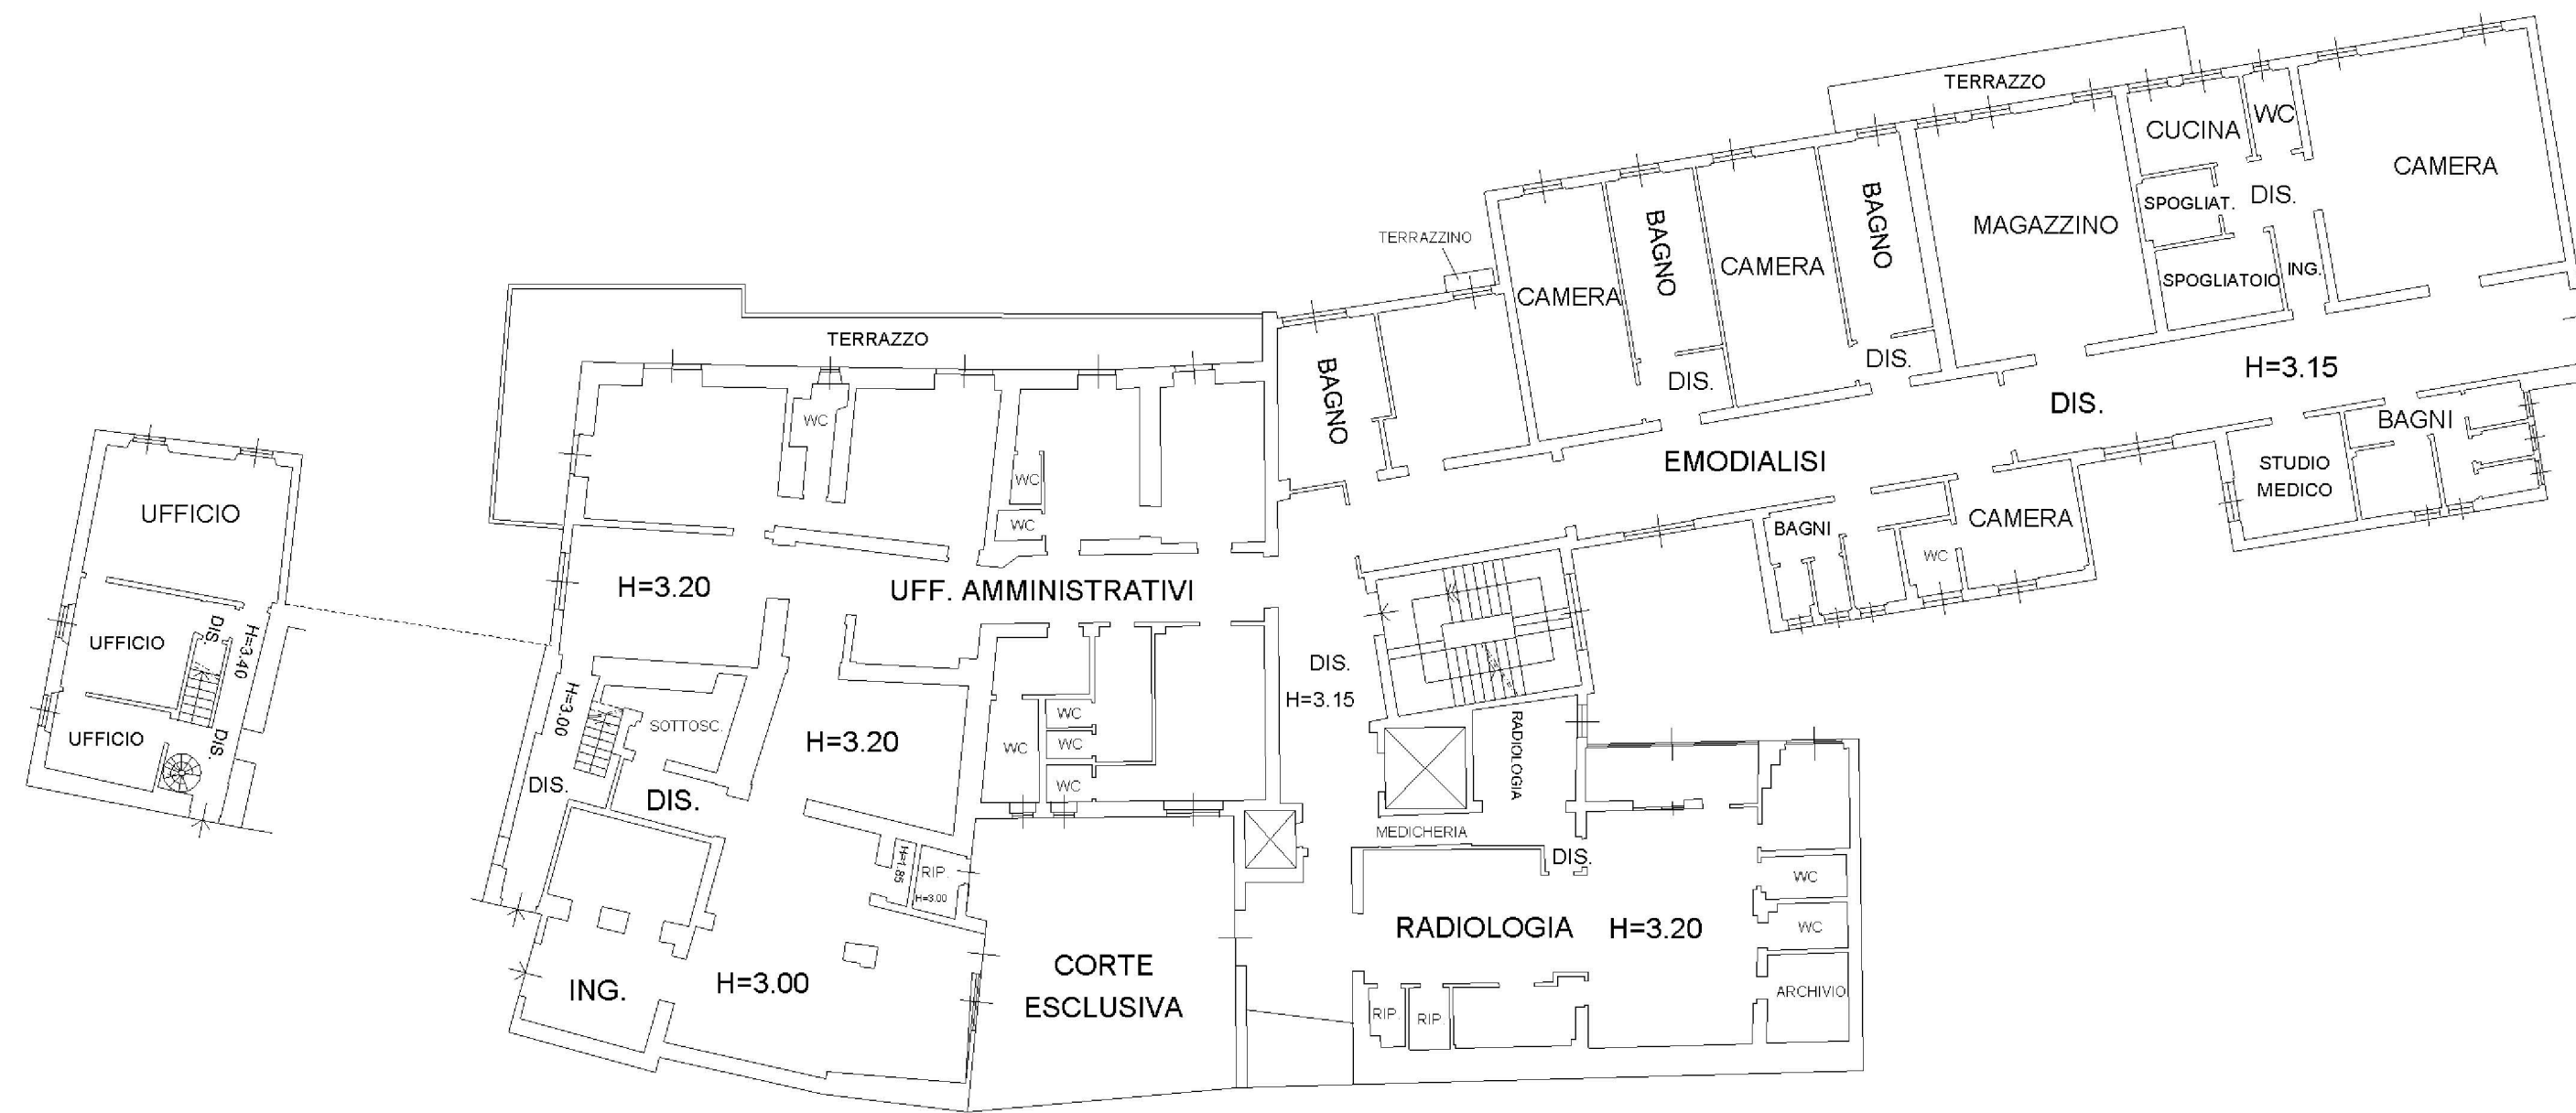 TERRAZZO
CUCINA
WC
CAMERA
SPOGLIAT.
DIS.
SPOGLIATOIO
ING.
MAGAZZINO
BAGNO
CAMERA
BAGNO
CAMERA
DIS.
DIS.
TERRAZZINO
BAGNO
H=3.15
DIS.
EMODIALISI
BAGNI
STUDIO
MEDICO
CAMERA
BAGNI
WC
TERRAZZO
WC
WC
WC
H=3.20
UFF. AMMINISTRATIVI
UFFICIO
UFFICIO
DIS.
H=3.40
UFFICIO
DIS.
H=3.00
SOTTOSC.
DIS.
DIS.
H=3.20
WC
WC
WC
WC
DIS.
H=3.15
RADIOLOGIA
MEDICHERIA
DIS.
H=1.85
RIP.
H=3.00
ING.
H=3.00
CORTE
ESCLUSIVA
RADIOLOGIA
H=3.20
WC
WC
ARCHIVIO
RIP.
RIP.